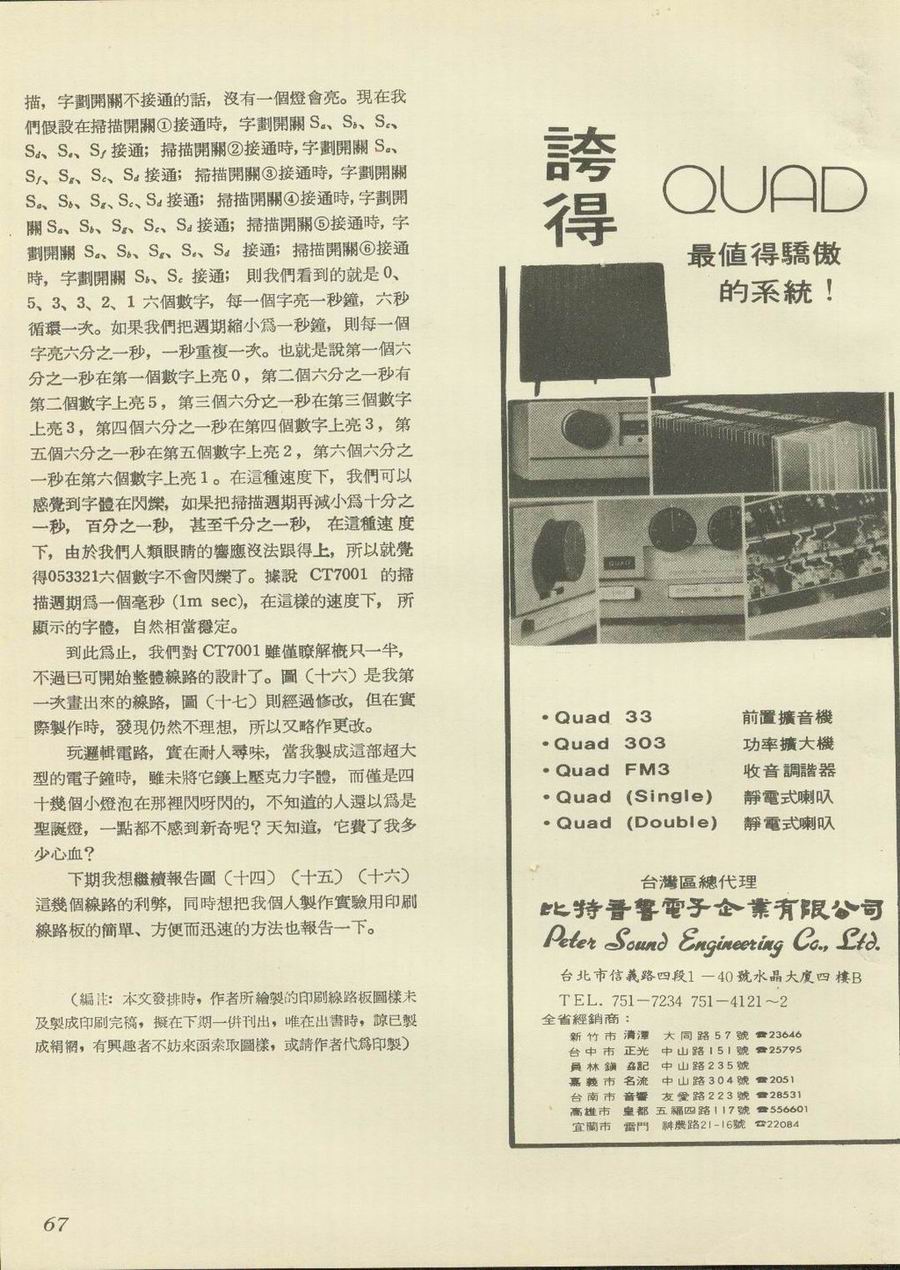 描，字劃開關不接通的話，沒有一個燈會亮。現在我
們假設在掃描開關①接通時，字劃開關 Sa、Sb、Sc、
Sd、Se、Sf 接通；掃描開關②接通時，字劃開關 Sa、
Sf、Sg、Sc、Sd 接通；掃描開關③接通時，字劃開關
Sa、Sb、Sg、Sc、Sd 接通；掃描開關④接通時，字劃開
關 Sa、Sb、Sg、Sc、Sd 接通；掃描開關⑤接通時，字
劃開關 Sa、Sb、Sg、Se、Sd 接通；掃描開關⑥接通
時，字劃開關 Sb、Sc 接通；則我們看到的就是 0、
5、3、3、2、1 六個數字，每一個字亮一秒鐘，六秒
循環一次。如果我們把週期縮小爲一秒鐘，則每一個
字亮六分之一秒，一秒重複一次。也就是說第一個六
分之一秒在第一個數字上亮 0，第二個六分之一秒有
第二個數字上亮 5，第三個六分之一秒在第三個數字
上亮 3，第四個六分之一秒在第四個數字上亮 3，第
五個六分之一秒在第五個數字上亮 2，第六個六分之
一秒在第六個數字上亮 1。在這種速度下，我們可以
感覺到字體在閃爍，如果把掃描週期再減小爲十分之
一秒，百分之一秒，甚至千分之一秒，在這種速度
下，由於我們人類眼睛的響應沒法跟得上，所以就覺
得053321六個數字不會閃爍了。據說 CT7001 的掃
描週期爲一個毫秒 (1m sec)，在這樣的速度下，所
顯示的字體，自然相當穩定。
到此爲止，我們對 CT7001 雖僅瞭解概只一半，
不過已可開始整體線路的設計了。圖（十六）是我第
一次畫出來的線路，圖（十七）則經過修改，但在實
際製作時，發現仍然不理想，所以又略作更改。
玩邏輯電路，實在耐人尋味，當我製成這部超大
型的電子鐘時，雖未將它鑲上壓克力字體，而僅是四
十幾個小燈泡在那裡閃呀閃的，不知道的人還以爲是
聖誕燈，一點都不感到新奇呢？天知道，它費了我多
少心血？
下期我想繼續報告圖（十四）（十五）（十六）
這幾個線路的利弊，同時想把我個人製作實驗用印刷
線路板的簡單、方便而迅速的方法也報告一下。
（編註：本文發排時，作者所繪製的印刷線路板圖樣未
及製成印刷完稿，擬在下期一併刊出，唯在出書時，諒已製
成絹網，有興趣者不妨來函索取圖樣，或請作者代爲印製）
67
誇得
QUAD
最值得驕傲
的系統！
QUAD
• Quad 33 前置擴音機
• Quad 303 功率擴大機
• Quad FM3 收音調諧器
• Quad (Single) 靜電式喇叭
• Quad (Double) 靜電式喇叭
台灣區總代理
比特音響電子企業有限公司
Peter Sound Engineering Co., Ltd.
台北市信義路四段1－40號水晶大廈四樓B
TEL. 751－7234 751－4121～2
全省經銷商：
新竹市 清潭 大同路57號 ☎23646
台中市 正光 中山路151號 ☎25795
員林鎮 益記 中山路235號
嘉義市 名流 中山路304號 ☎2051
台南市 音響 友愛路223號 ☎28531
高雄市 皇都 五福四路117號 ☎556601
宜蘭市 雷門 神農路21-16號 ☎22084